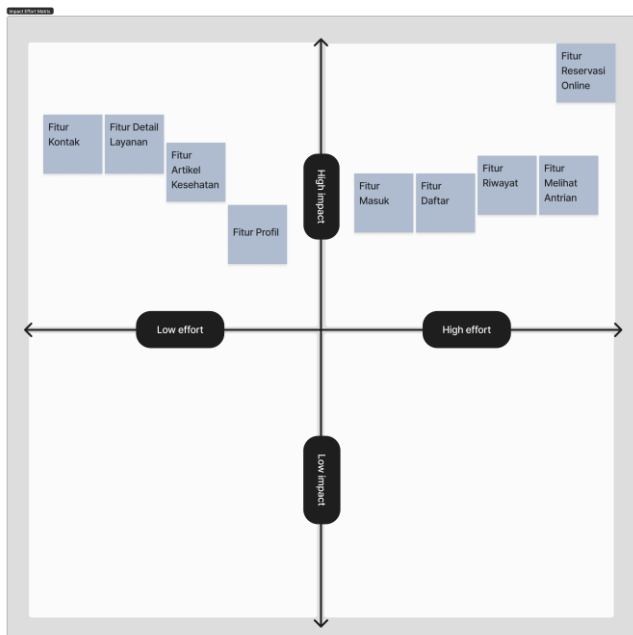 Impact Effort Matrix
Fitur
Reservasi
Online
Fitur
Kontak
Fitur Detail
Layanan
Fitur
Artikel
Kesehatan
Fitur Profil
High impact
Fitur
Masuk
Fitur
Daftar
Fitur
Riwayat
Fitur
Melihat
Antrian
Low effort
High effort
Low impact